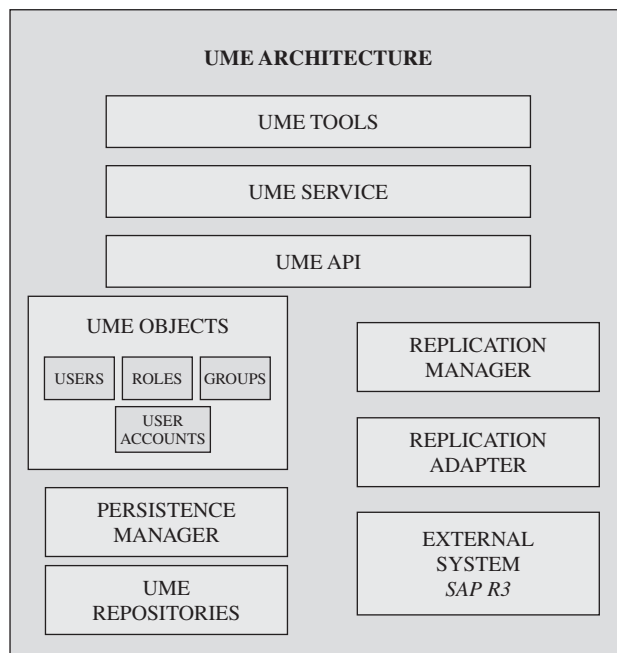 UME ARCHITECTURE
UME TOOLS
UME SERVICE
UME API
UME OBJECTS
USERS
ROLES
GROUPS
USER
ACCOUNTS
PERSISTENCE
MANAGER
UME
REPOSITORIES
REPLICATION
MANAGER
REPLICATION
ADAPTER
EXTERNAL
SYSTEM
SAP R3